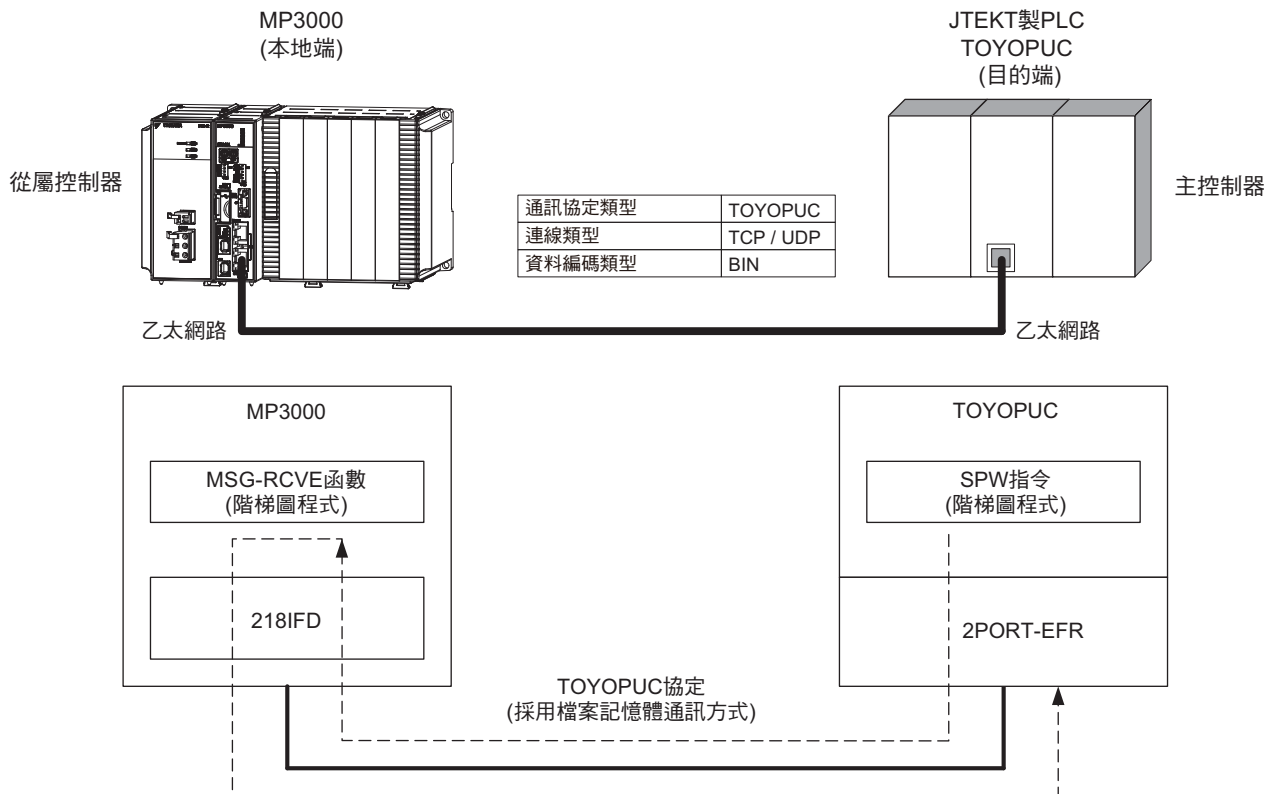 MP3000
(本地端)
JTEKT製PLC
TOYOPUC
(目的端)
從屬控制器
主控制器
通訊協定類型 TOYOPUC
連線類型 TCP / UDP
資料編碼類型 BIN
乙太網路
乙太網路
MP3000
TOYOPUC
MSG-RCVE函數
(階梯圖程式)
SPW指令
(階梯圖程式)
218IFD
2PORT-EFR
TOYOPUC協定
(採用檔案記憶體通訊方式)